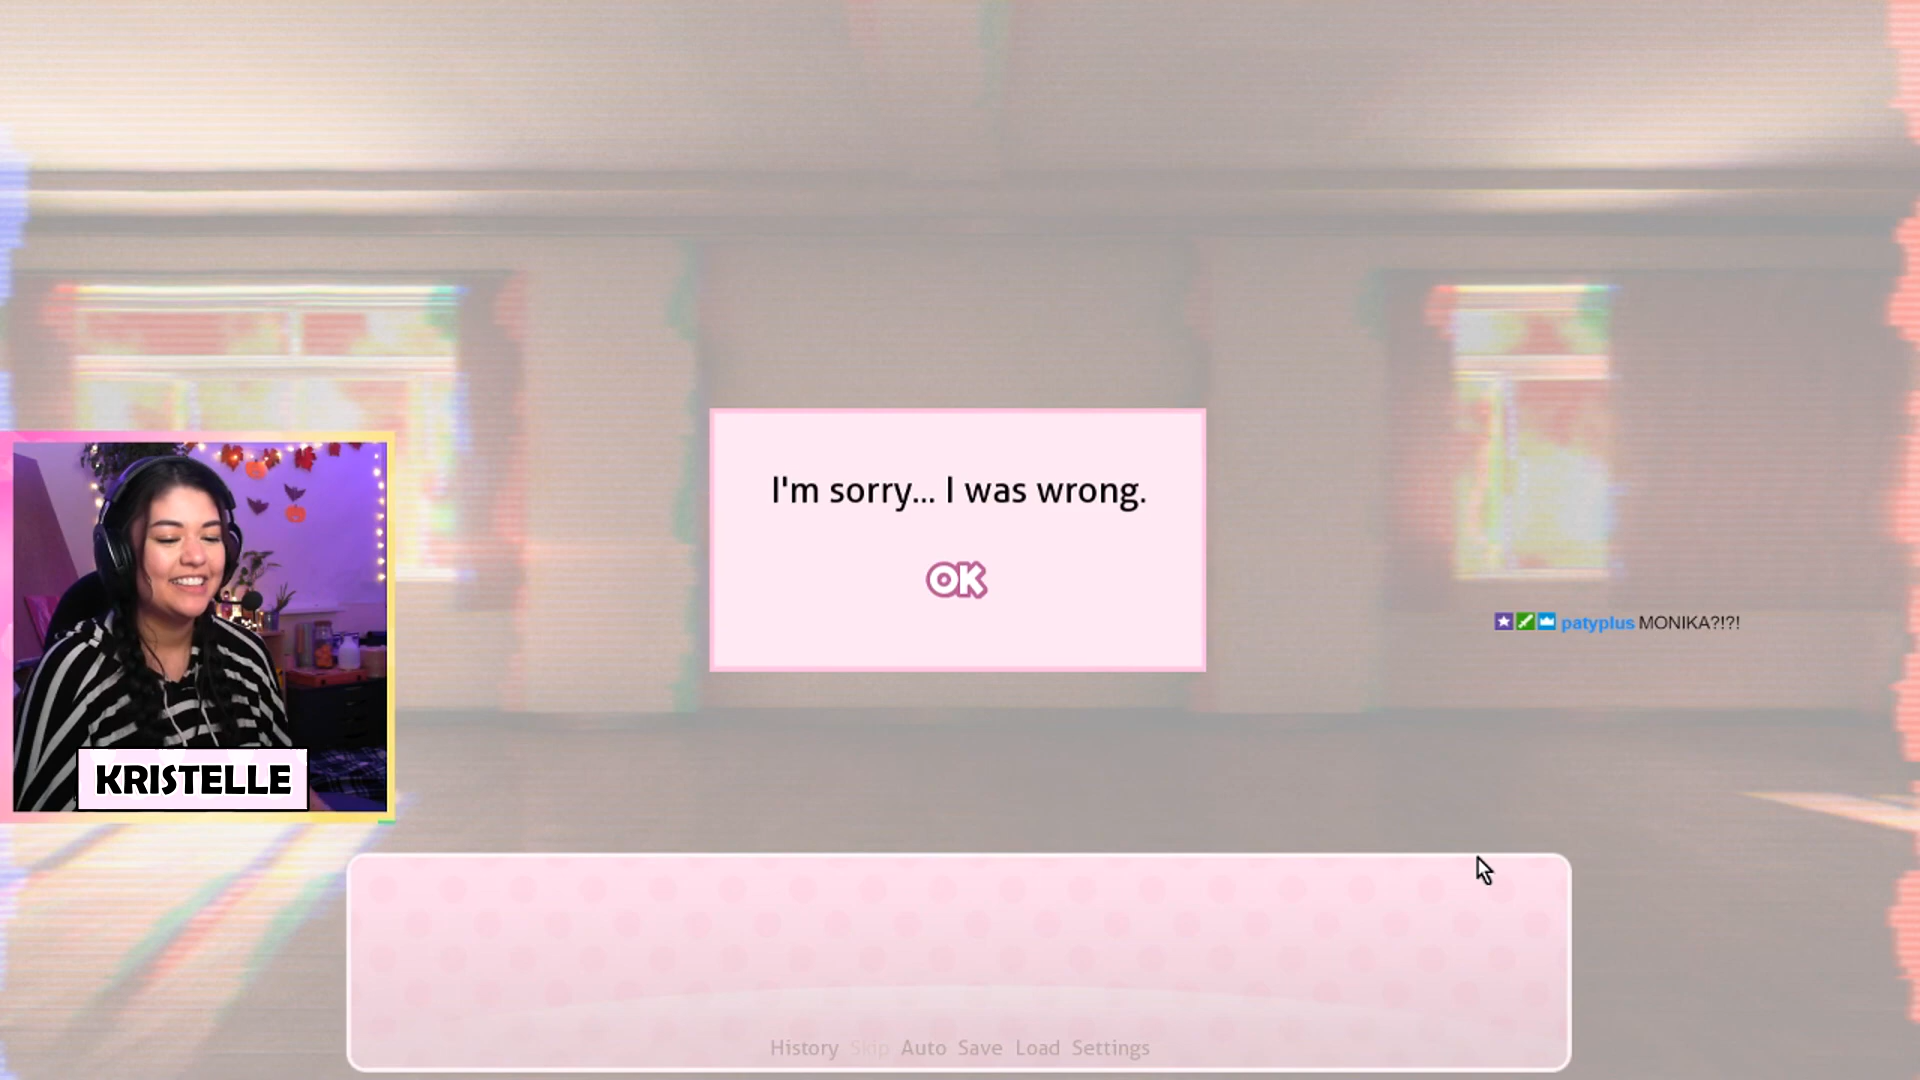 I'm sorry... I was wrong.
OK
patyplus MONIKA?!?!
KRISTELLE
History Skip Auto Save Load Settings